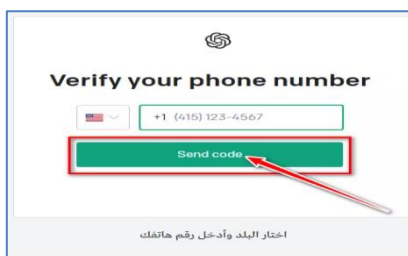 Verify your phone number
+1 (415) 123-4567
Send code
اختار البلد وأدخل رقم هاتفك